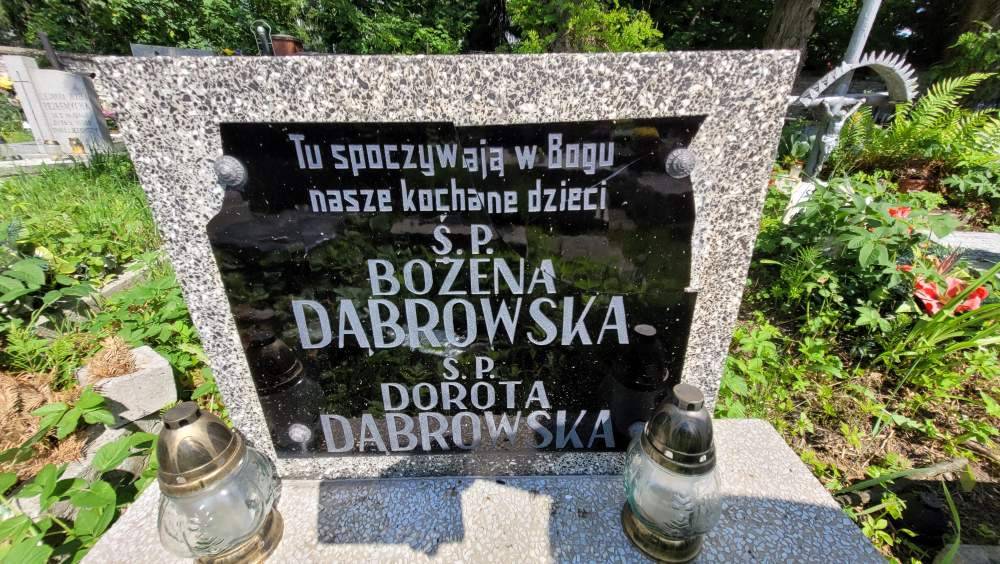 Tu spoczywają w Bogu
nasze kochane dzieci
Ś.P.
BOŻENA
DĄBROWSKA
Ś.P.
DOROTA
DĄBROWSKA